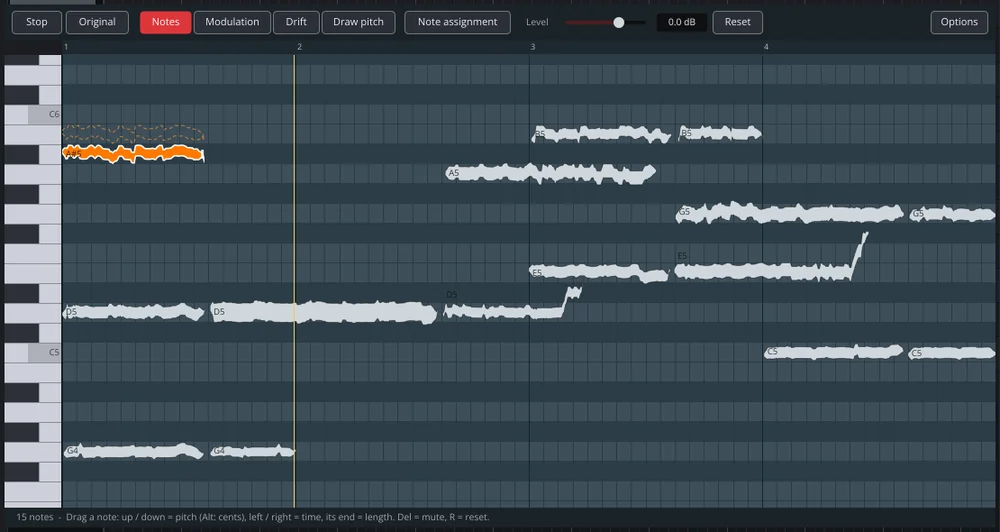 Stop Original Notes Modulation Drift Draw pitch Note assignment Level 0.0 dB Reset Options
1 2 3 4
C6
B5 B5
A#5
A5
G5 G5
E5
E5
D5
D5 D5
C5
C5 C5
G4 G4
15 notes - Drag a note: up / down = pitch (Alt: cents), left / right = time, its end = length. Del = mute, R = reset.